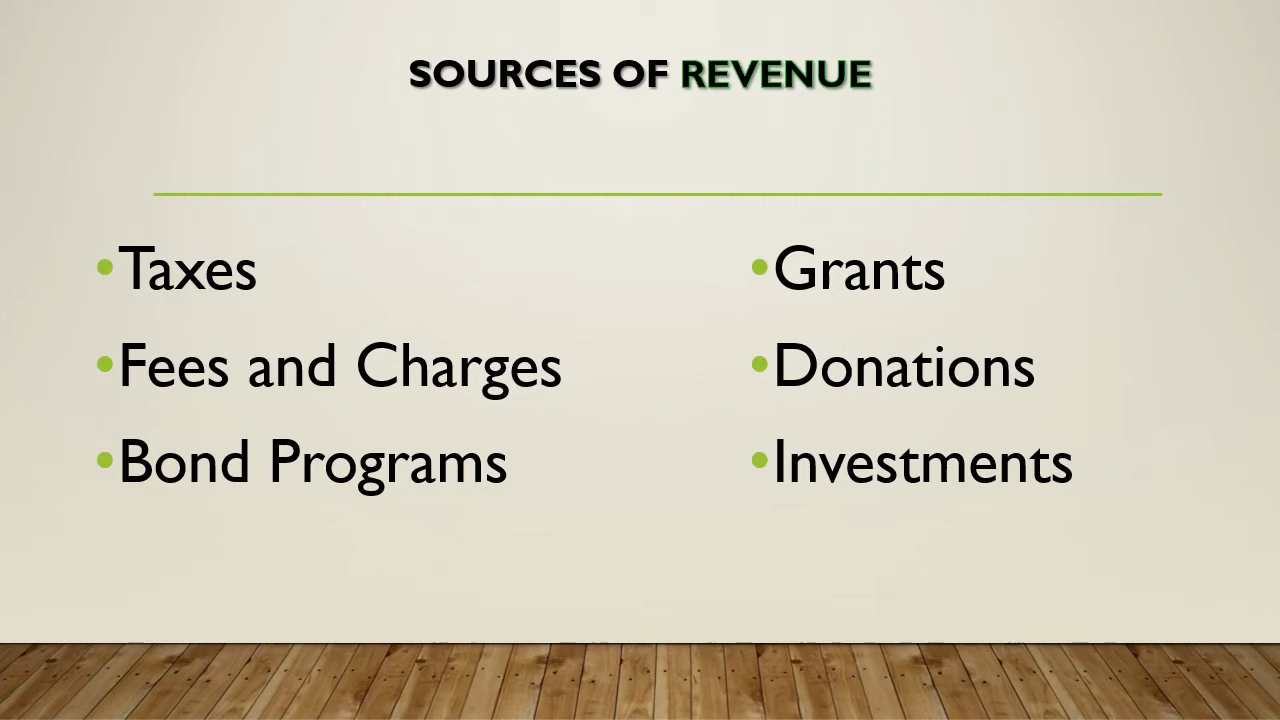 SOURCES OF REVENUE
•Taxes
•Fees and Charges
•Bond Programs
•Grants
•Donations
•Investments